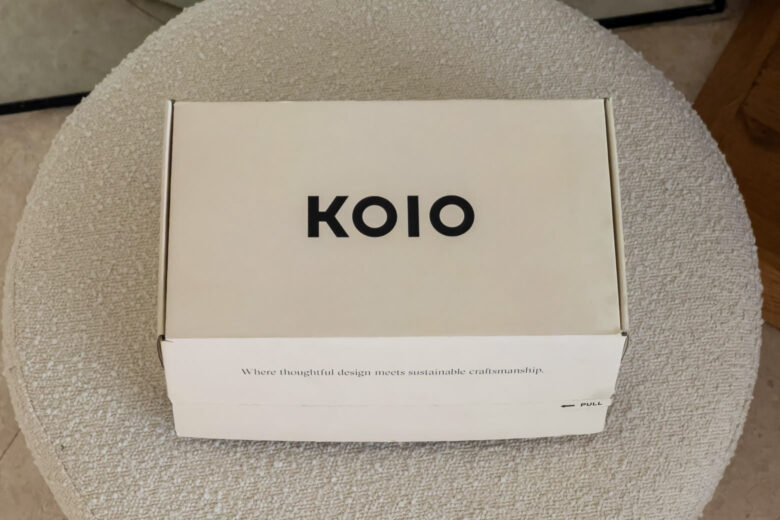 KOIO
Where thoughtful design meets sustainable craftsmanship.
← PULL